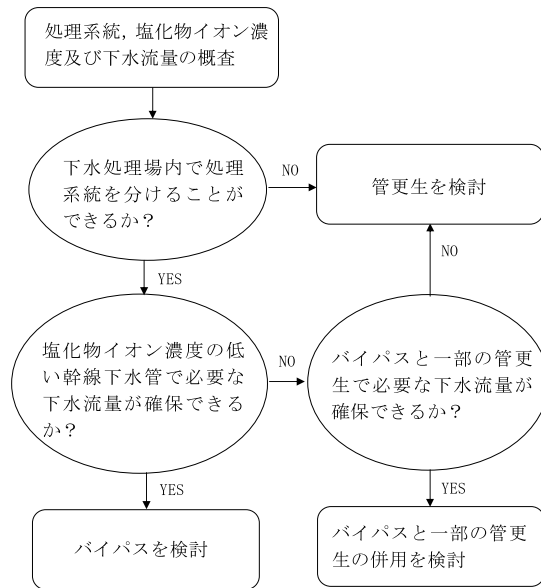 処理系統，塩化物イオン濃
度及び下水流量の概査
下水処理場内で処理
系統を分けることが
できるか？
NO
管更生を検討
YES
NO
塩化物イオン濃度の低
い幹線下水管で必要な
下水流量が確保できる
か？
NO
バイパスと一部の管更
生で必要な下水流量が
確保できるか？
YES
YES
バイパスを検討
バイパスと一部の管更
生の併用を検討